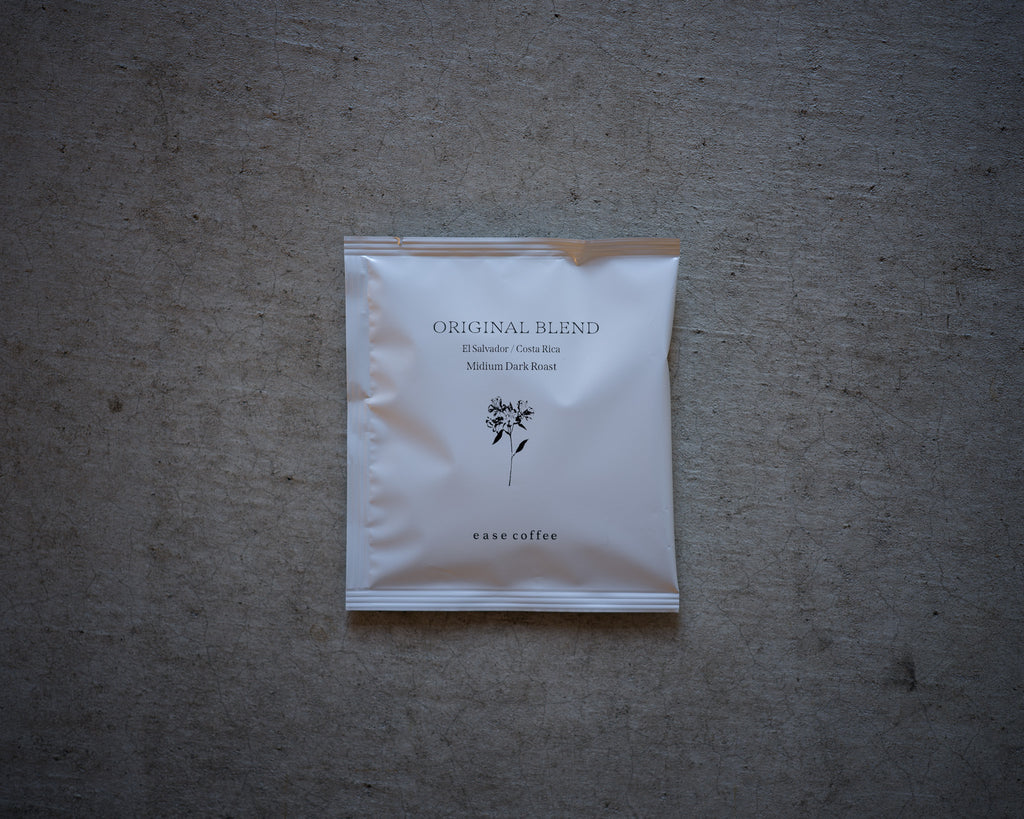 ORIGINAL BLEND
El Salvador / Costa Rica
Midium Dark Roast
ease coffee